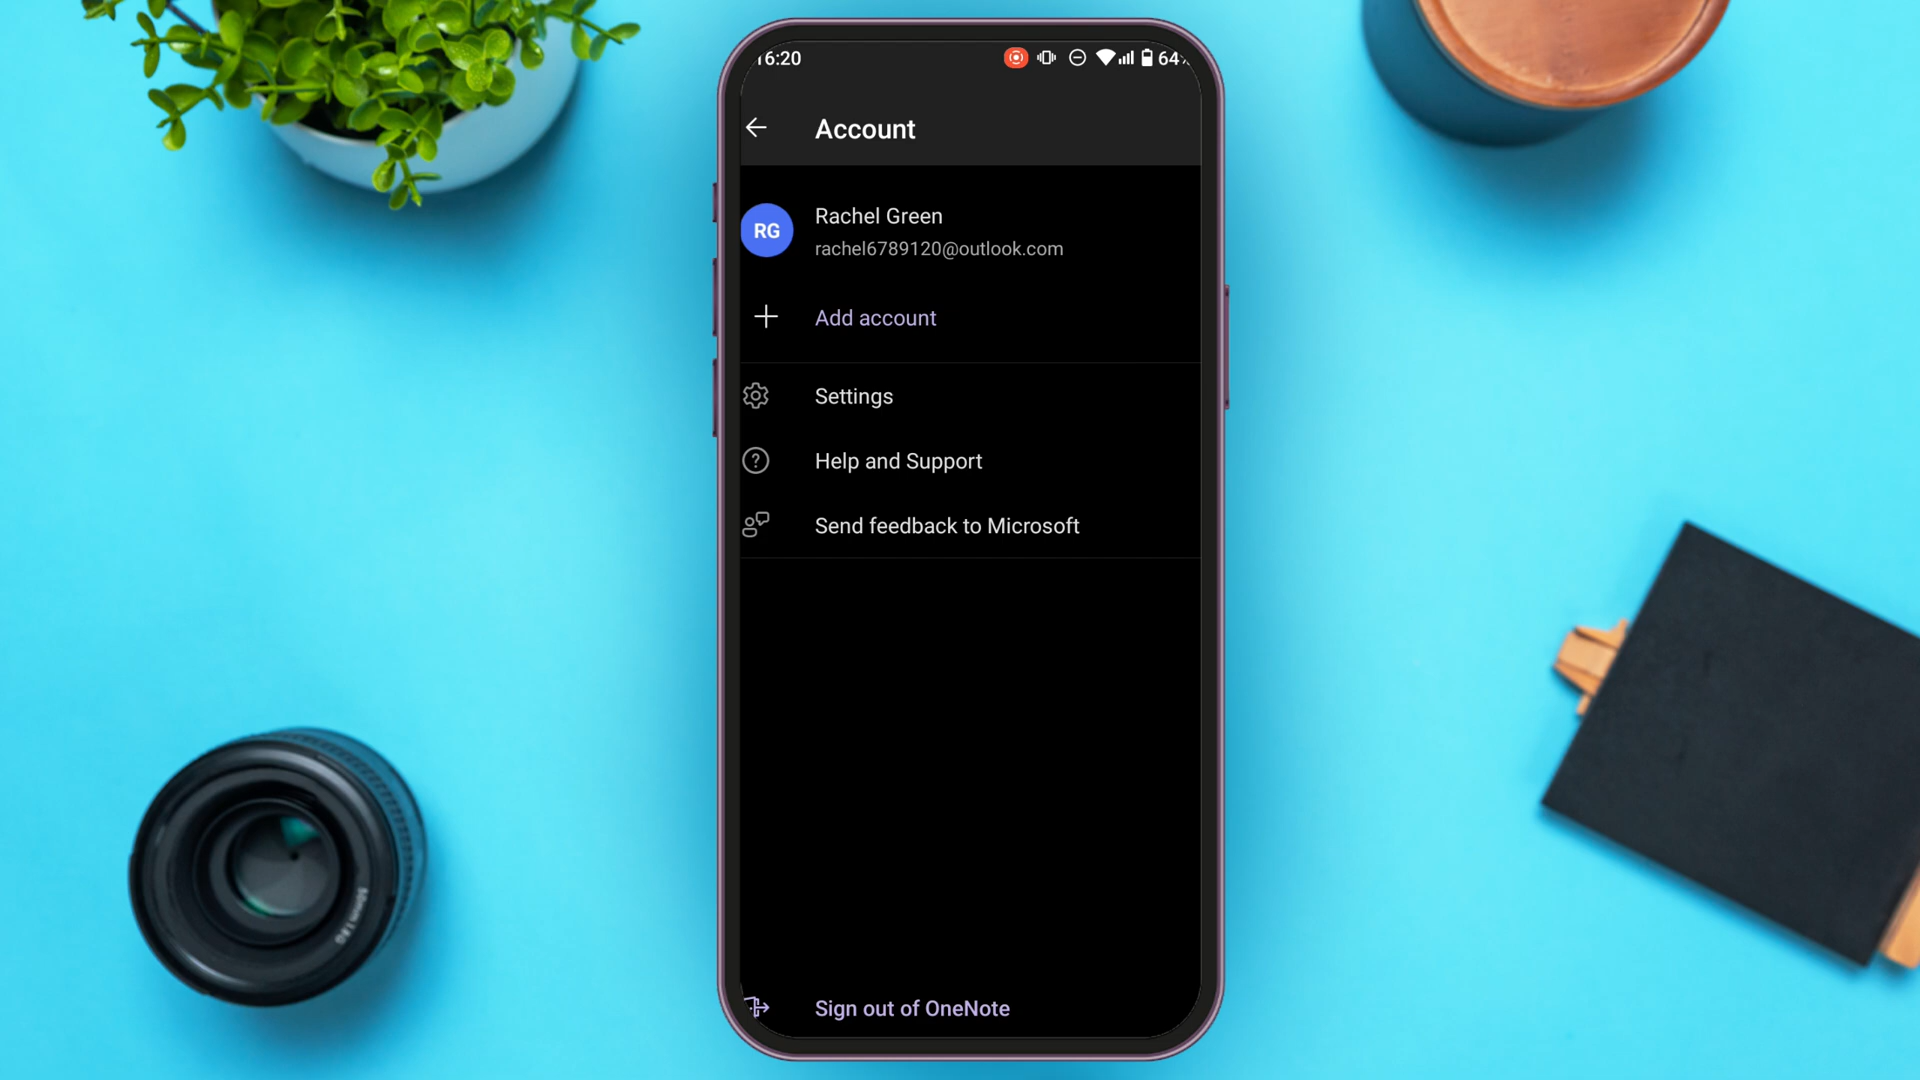 16:20
64%
Account
RG
Rachel Green
rachel6789120@outlook.com
Add account
Settings
Help and Support
Send feedback to Microsoft
Sign out of OneNote